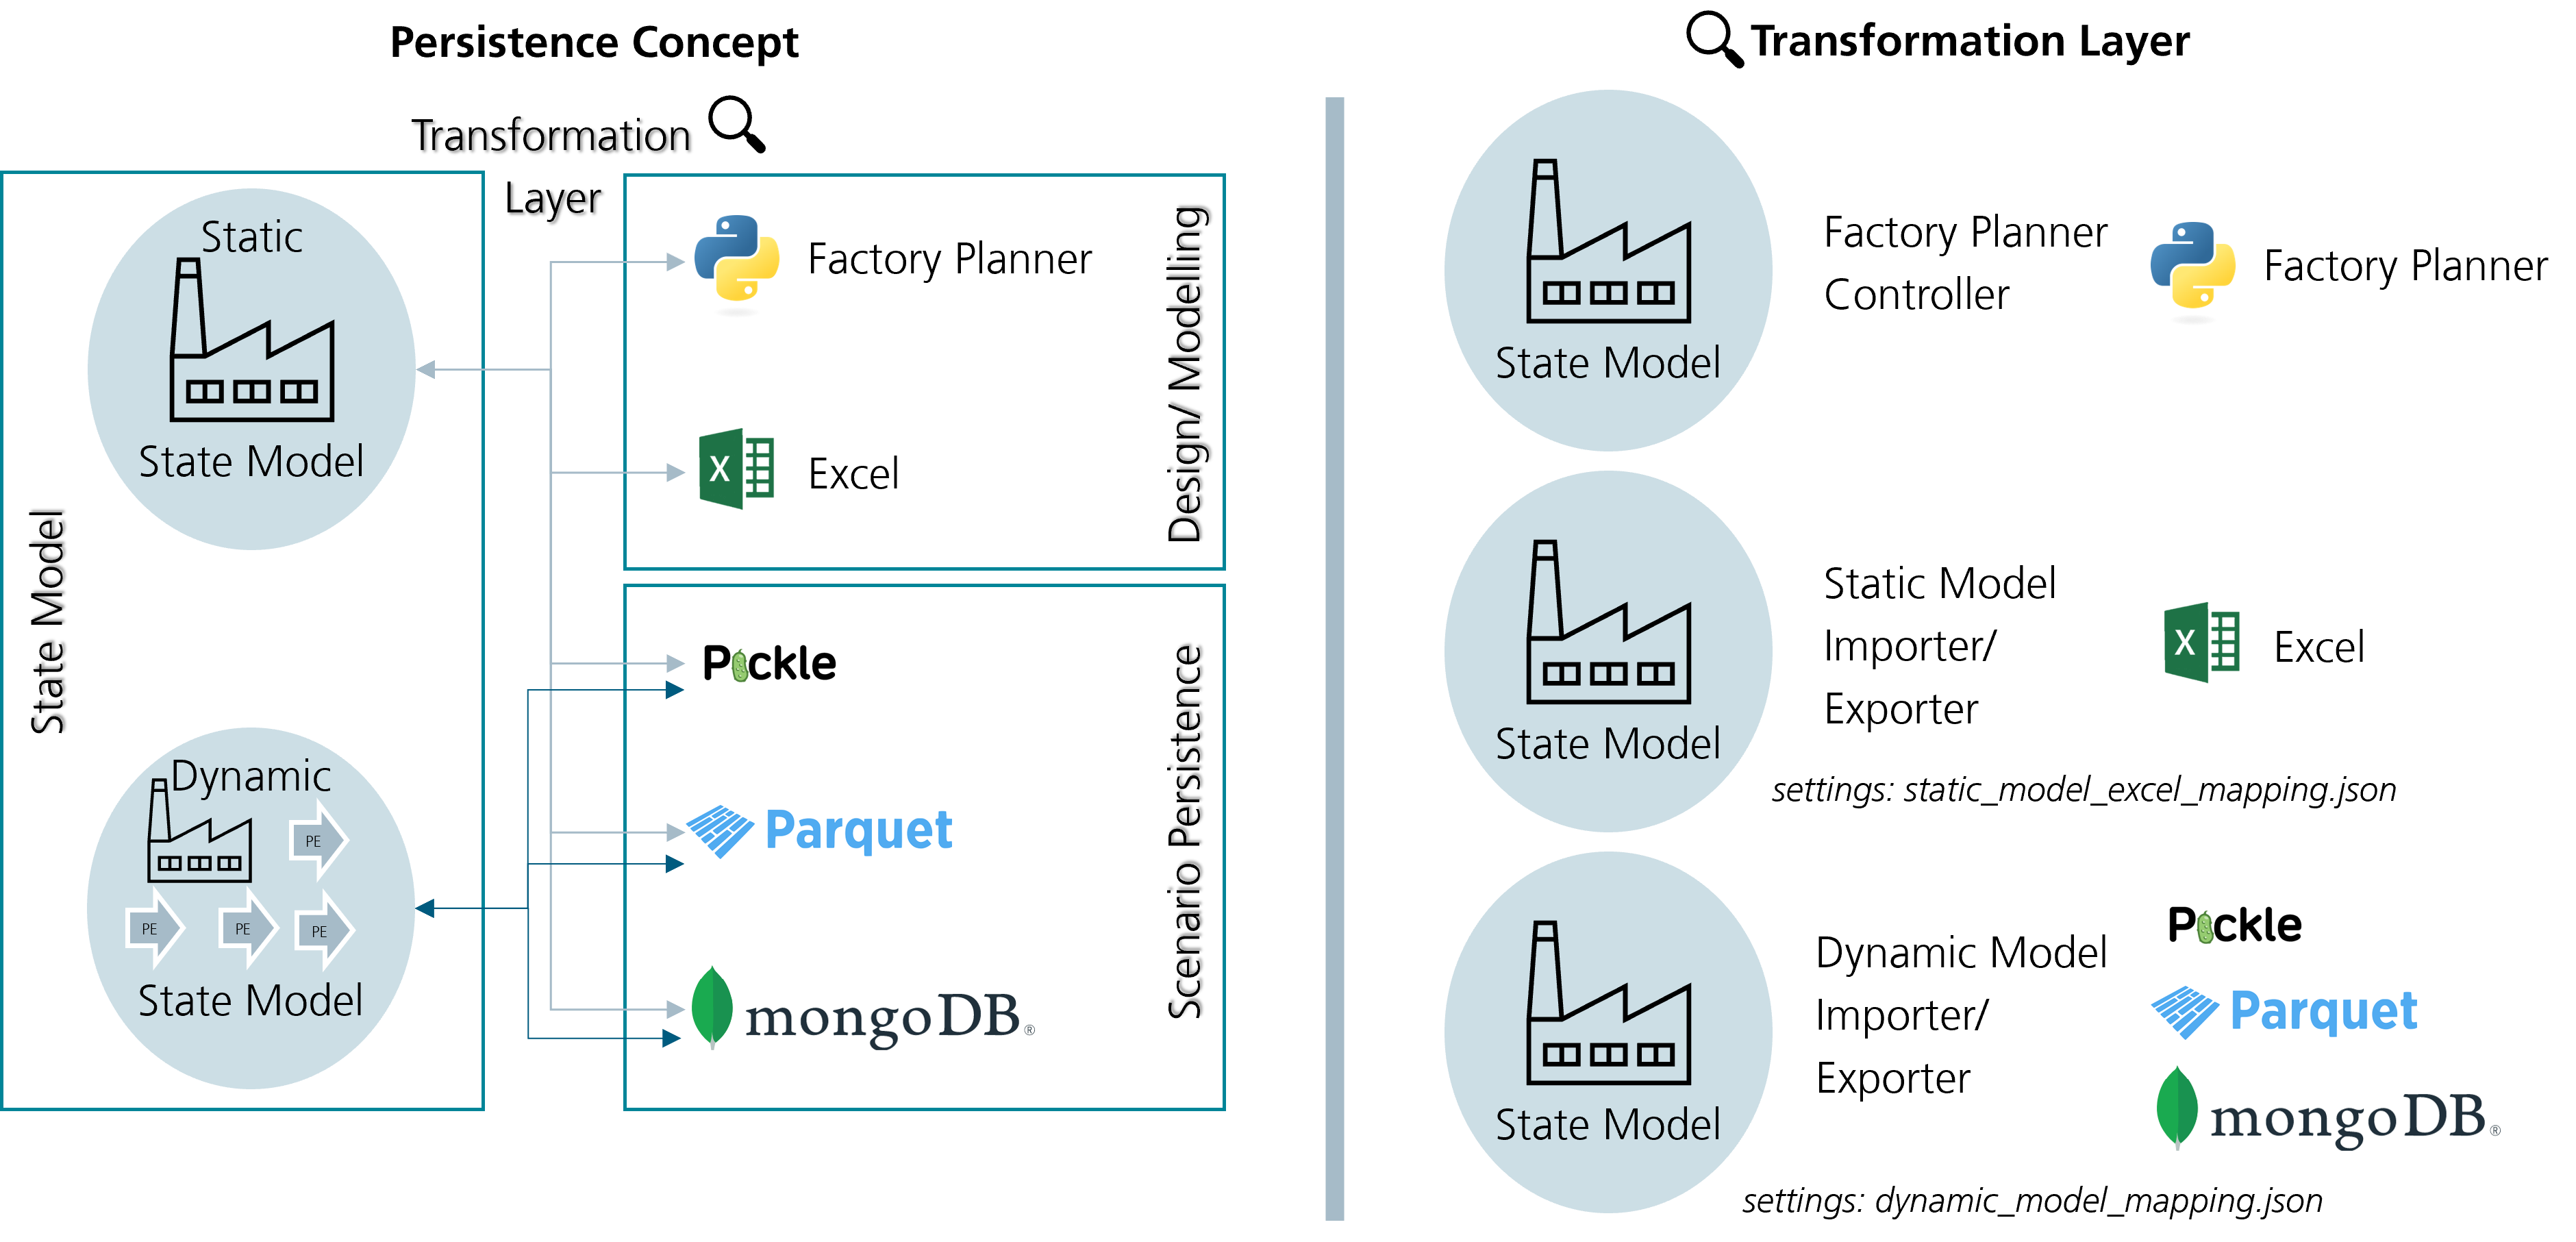 Persistence Concept
Transformation
Layer
State Model
Static
State Model
Dynamic
PE
PE
PE
PE
State Model
Factory Planner
Excel
Design/ Modelling
Pickle
Parquet
mongoDB®
Scenario Persistence
Transformation Layer
State Model
Factory Planner
Controller
Factory Planner
State Model
Static Model
Importer/
Exporter
X Excel
settings: static_model_excel_mapping.json
State Model
Dynamic Model
Importer/
Exporter
Pickle
Parquet
mongoDB®
settings: dynamic_model_mapping.json